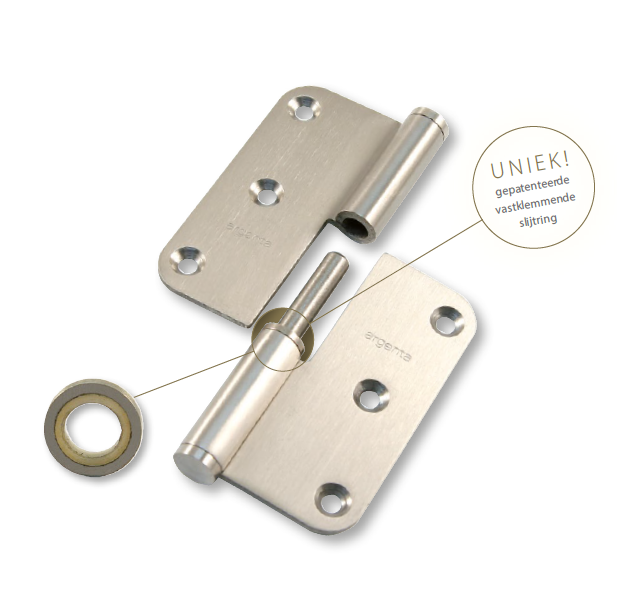 UNIEK!
gepatenteerde
vastklemmende
slijtring
argenta
argenta